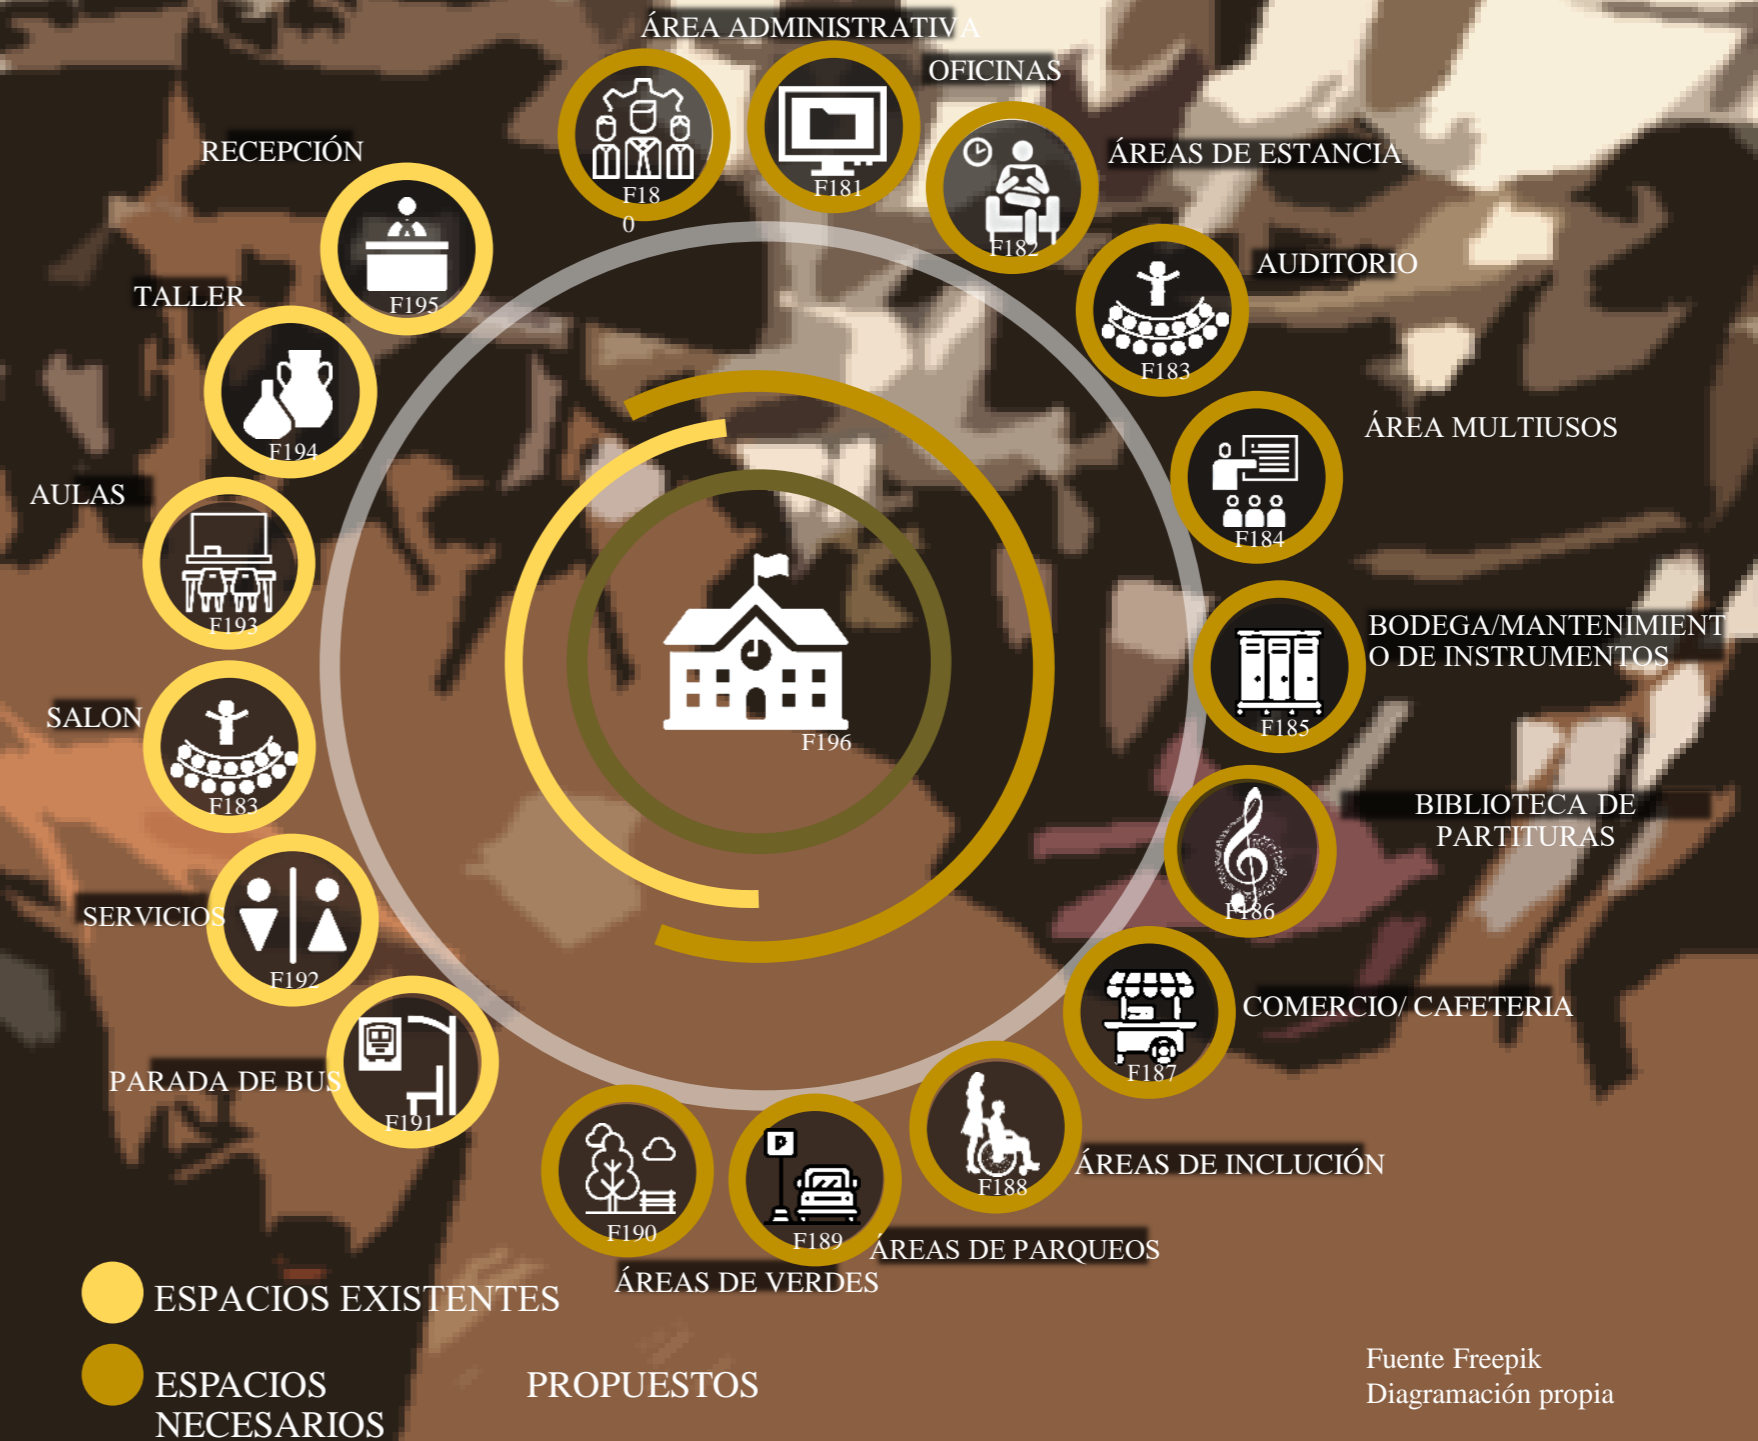 ÁREA ADMINISTRATIVA
F18
0
F181
OFICINAS
F182
ÁREAS DE ESTANCIA
F183
AUDITORIO
F184
ÁREA MULTIUSOS
F185
BODEGA/MANTENIMIENT
O DE INSTRUMENTOS
F186
BIBLIOTECA DE
PARTITURAS
F187
COMERCIO/ CAFETERIA
F188
ÁREAS DE INCLUCIÓN
P
F189
ÁREAS DE PARQUEOS
F190
ÁREAS DE VERDES
F191
PARADA DE BUS
F192
SERVICIOS
F183
SALON
F193
AULAS
F194
TALLER
F195
RECEPCIÓN
F196
ESPACIOS EXISTENTES
ESPACIOS PROPUESTOS
NECESARIOS
Fuente Freepik
Diagramación propia